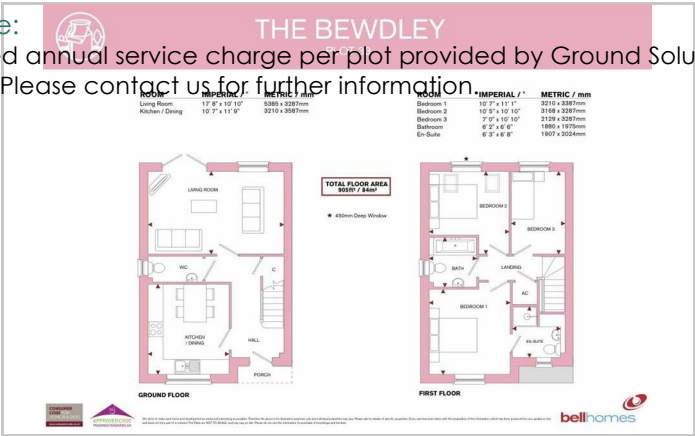 THE BEWDLEY
e:
ed annual service charge per plot provided by Ground Solu
Please contact us for further information.
ROOM IMPERIAL / ' METRIC / mm
Living Room 17' 8" x 10' 10" 5385 x 3287mm
Kitchen / Dining 10' 7" x 11' 9" 3210 x 3587mm
ROOM *IMPERIAL / ' METRIC / mm
Bedroom 1 10' 7" x 11' 1" 3210 x 3387mm
Bedroom 2 10' 5" x 10' 10" 3168 x 3287mm
Bedroom 3 7' 0" x 10' 10" 2129 x 3287mm
Bathroom 6' 2" x 6' 6" 1880 x 1975mm
En-Suite 6' 3" x 6' 8" 1907 x 2024mm
TOTAL FLOOR AREA
905ft² / 84m²
★ 450mm Deep Window
LIVING ROOM
WC
C
KITCHEN
/ DINING
HALL
PORCH
GROUND FLOOR
★
BEDROOM 2
BEDROOM 3
BATH
LANDING
AC
BEDROOM 1
EN-SUITE
FIRST FLOOR
CONSUMER
CODE
APPROVED CODE
bellhomes